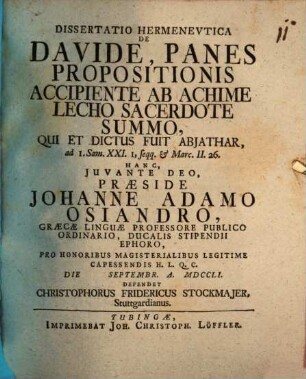 DISSERTATIO HERMENEVTICA
DE
DAVIDE, PANES
PROPOSITIONIS
ACCIPIENTE AB ACHIME
LECHO SACERDOTE
SUMMO,
QUI ET DICTUS FUIT ABJATHAR,
ad 1. Sam. XXI. 1, seqq. & Marc. II. 26.
HANC,
JUVANTE DEO,
PRÆSIDE
JOHANNE ADAMO
OSIANDRO,
GRÆCÆ LINGUÆ PROFESSORE PUBLICO
ORDINARIO, DUCALIS STIPENDII
EPHORO,
PRO HONORIBUS MAGISTERIALIBUS LEGITIME
CAPESSENDIS H. L. Q. C.
DIE SEPTEMBR. A. MDCCLI.
DEFENDET
CHRISTOPHORUS FRIDERICUS STOCKMAJER,
Stuttgardianus.
TUBINGÆ,
IMPRIMEBAT JOH. CHRISTOPH. LÖFFLER.